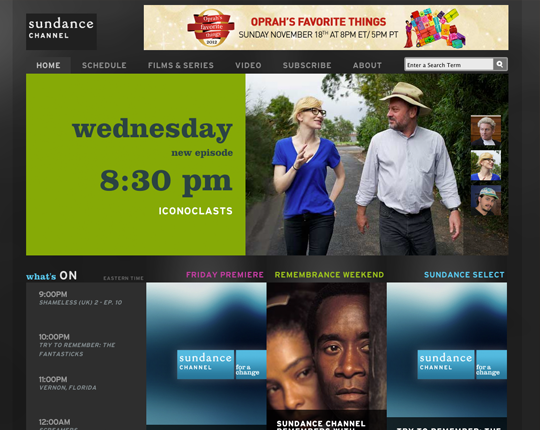 sundance
CHANNEL
Oprah's
favorite
things
2012
OPRAH'S FAVORITE THINGS
SUNDAY NOVEMBER 18TH AT 8PM ET/5PM PT
HOME SCHEDULE FILMS & SERIES VIDEO SUBSCRIBE ABOUT
Enter a Search Term
wednesday
new episode
8:30 pm
ICONOCLASTS
what's ON
EASTERN TIME
FRIDAY PREMIERE
REMEMBRANCE WEEKEND
SUNDANCE SELECT
9:00PM
SHAMELESS (UK) 2 - EP. 10
10:00PM
TRY TO REMEMBER: THE
FANTASTICKS
11:00PM
VERNON, FLORIDA
12:00AM
SCREAMERS
sundance
CHANNEL
for a
change
SUNDANCE CHANNEL
REMEMBERS WITH
sundance
CHANNEL
for a
change
TRY TO REMEMBER: THE